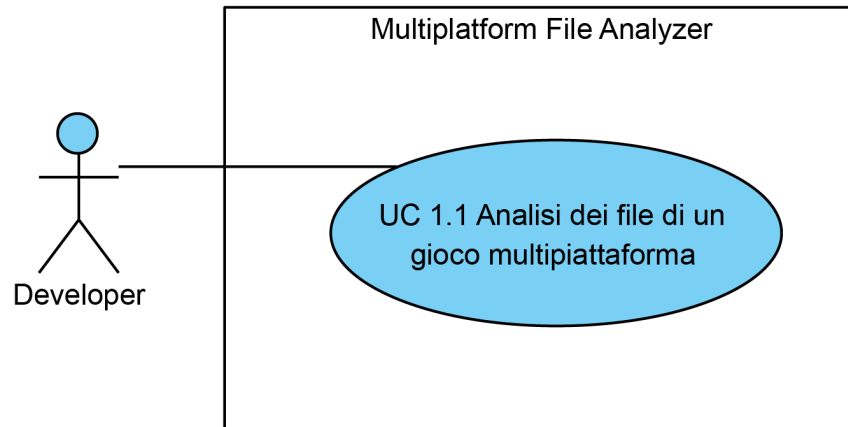 Multiplatform File Analyzer
UC 1.1 Analisi dei file di un
gioco multipiattaforma
Developer